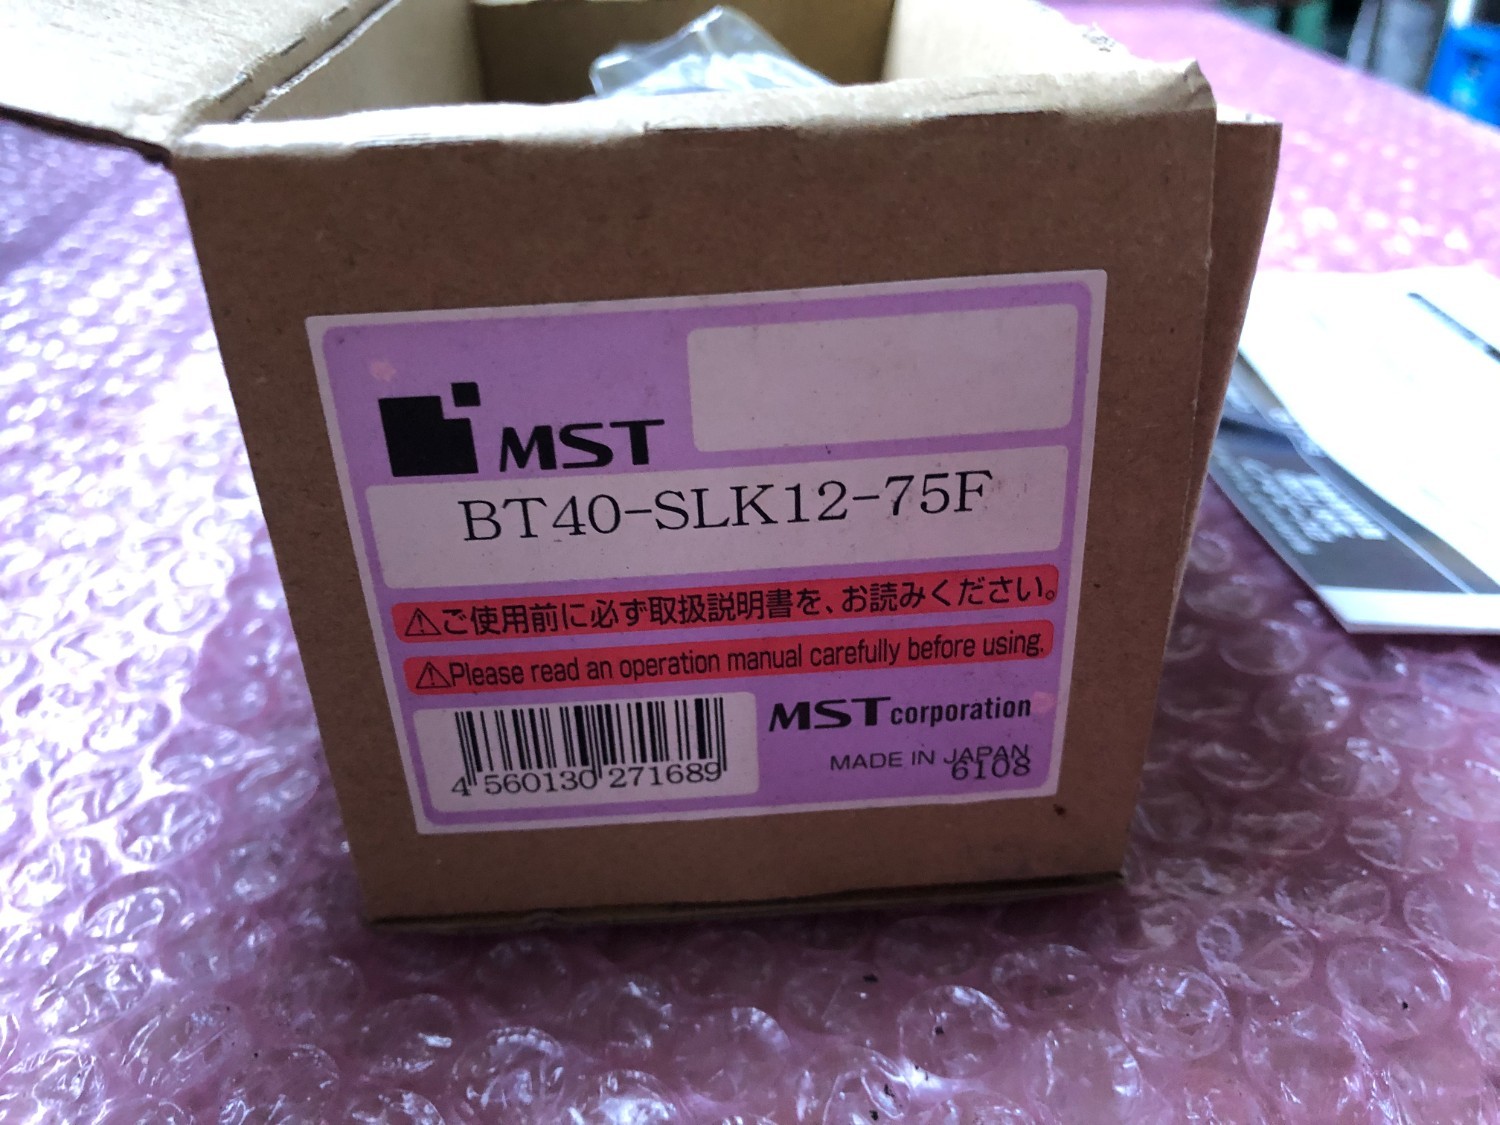 MST
BT40-SLK12-75F
⚠ご使用前に必ず取扱説明書を、お読みください。
⚠Please read an operation manual carefully before using.
4 560130 271689
MST corporation
MADE IN JAPAN
6108